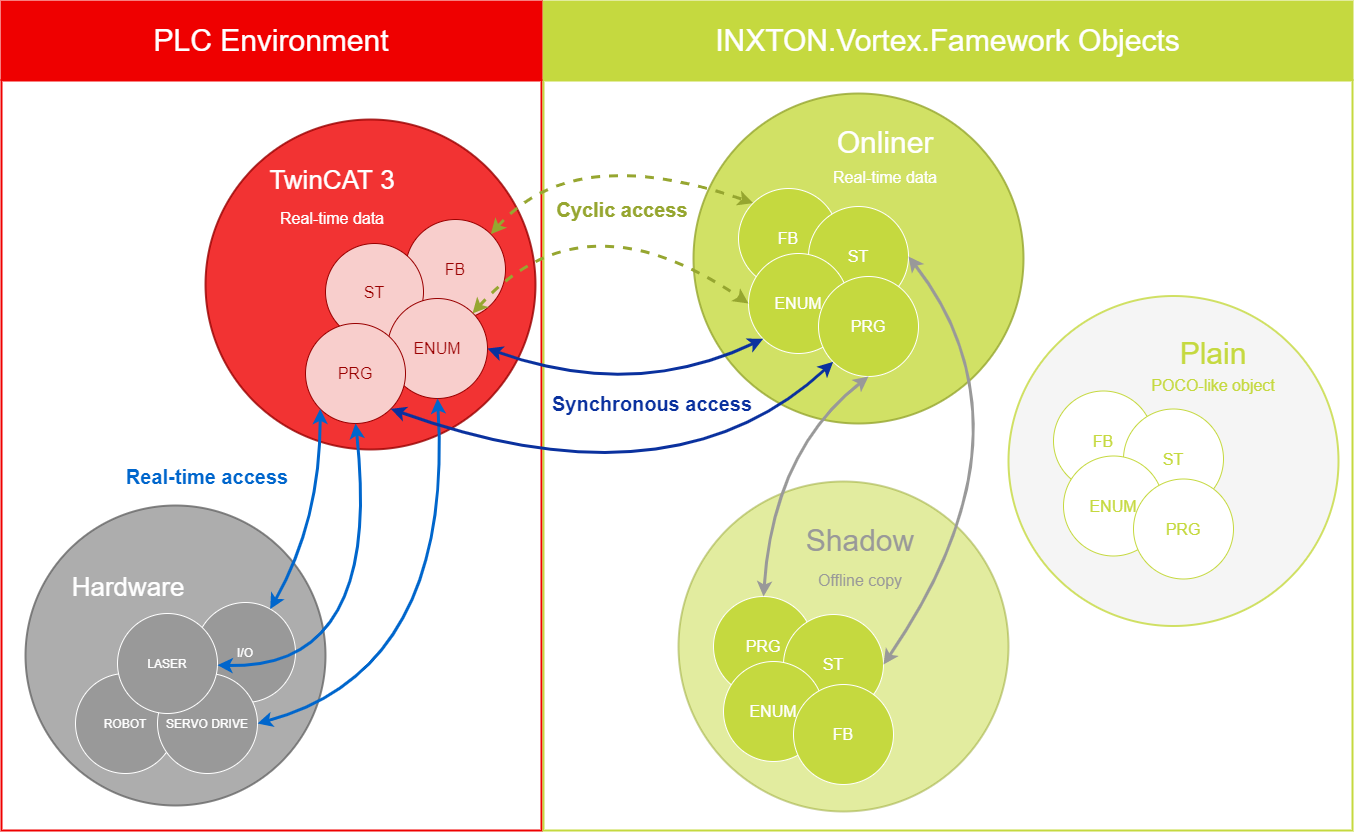 PLC Environment
INXTON.Vortex.Famework Objects
TwinCAT 3
Real-time data
FB
ST
ENUM
PRG
Cyclic access
Synchronous access
Real-time access
Hardware
I/O
LASER
ROBOT
SERVO DRIVE
Onliner
Real-time data
FB
ST
ENUM
PRG
Shadow
Offline copy
PRG
ST
ENUM
FB
Plain
POCO-like object
FB
ST
ENUM
PRG